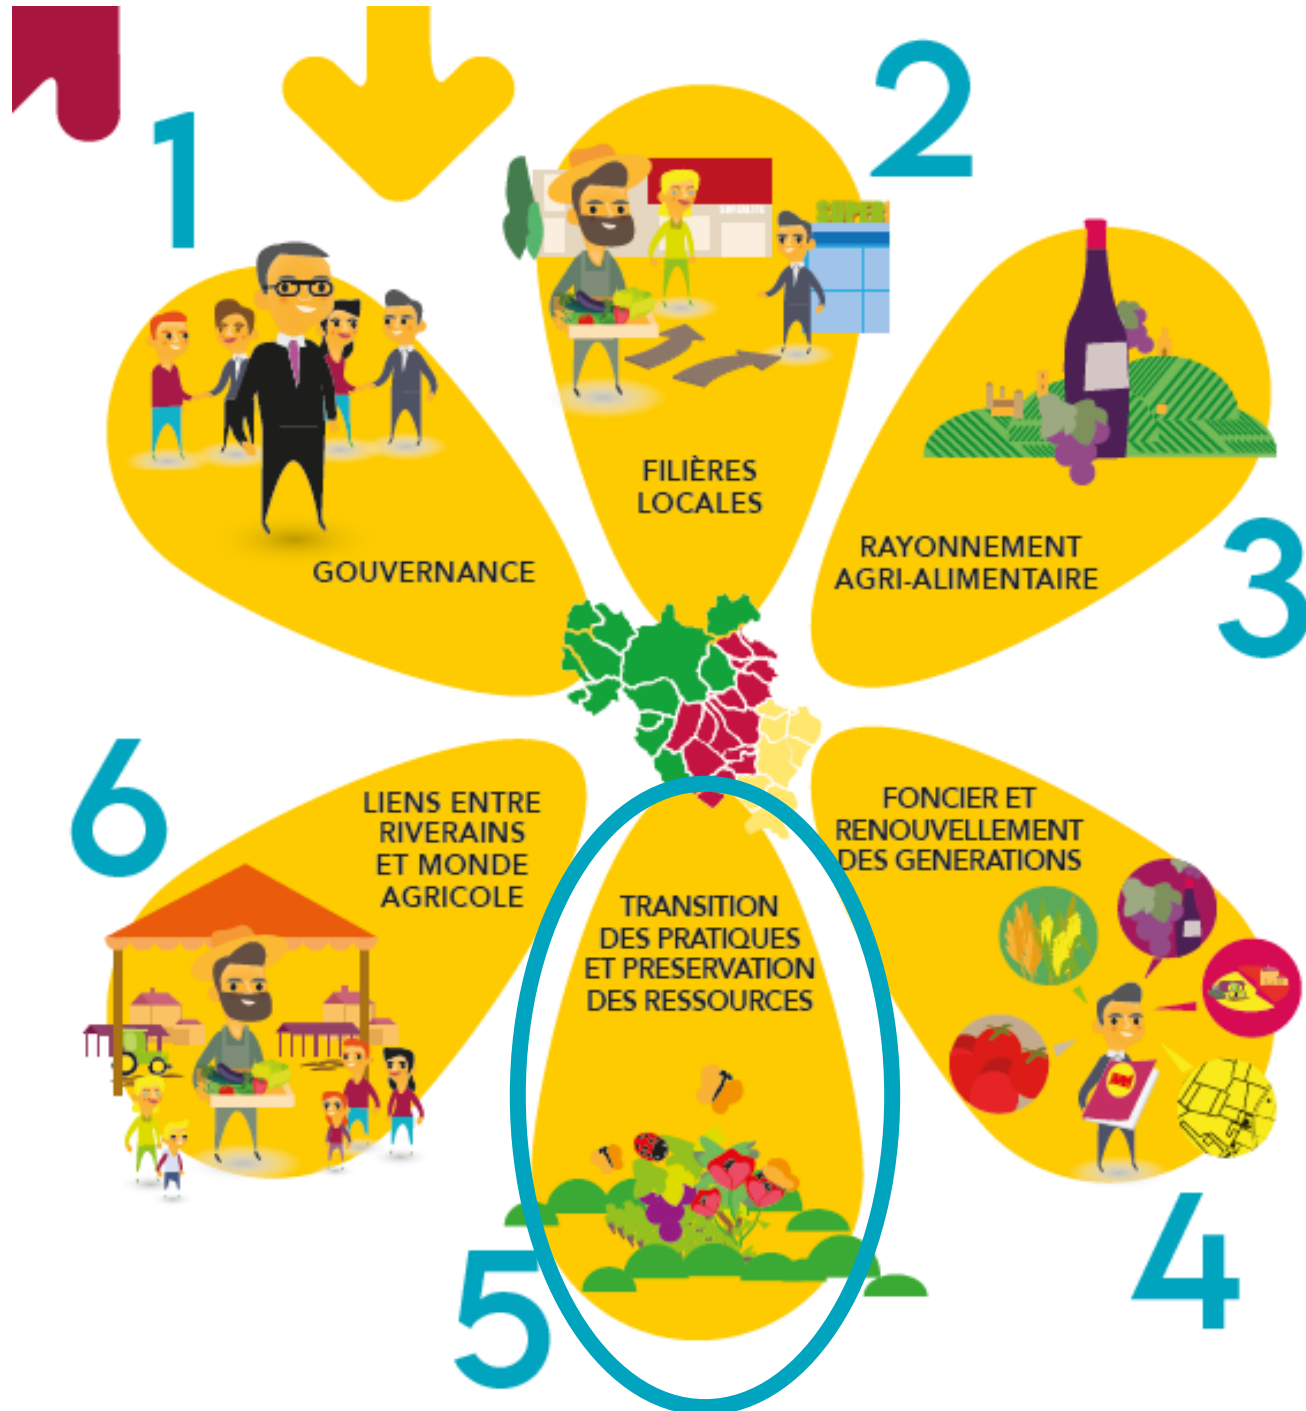 1
2
SUPER
GOUVERNANCE
FILIÈRES
LOCALES
RAYONNEMENT
AGRI-ALIMENTAIRE
3
6
LIENS ENTRE
RIVERAINS
ET MONDE
AGRICOLE
TRANSITION
DES PRATIQUES
ET PRESERVATION
DES RESSOURCES
FONCIER ET
RENOUVELLEMENT
DES GENERATIONS
5
4